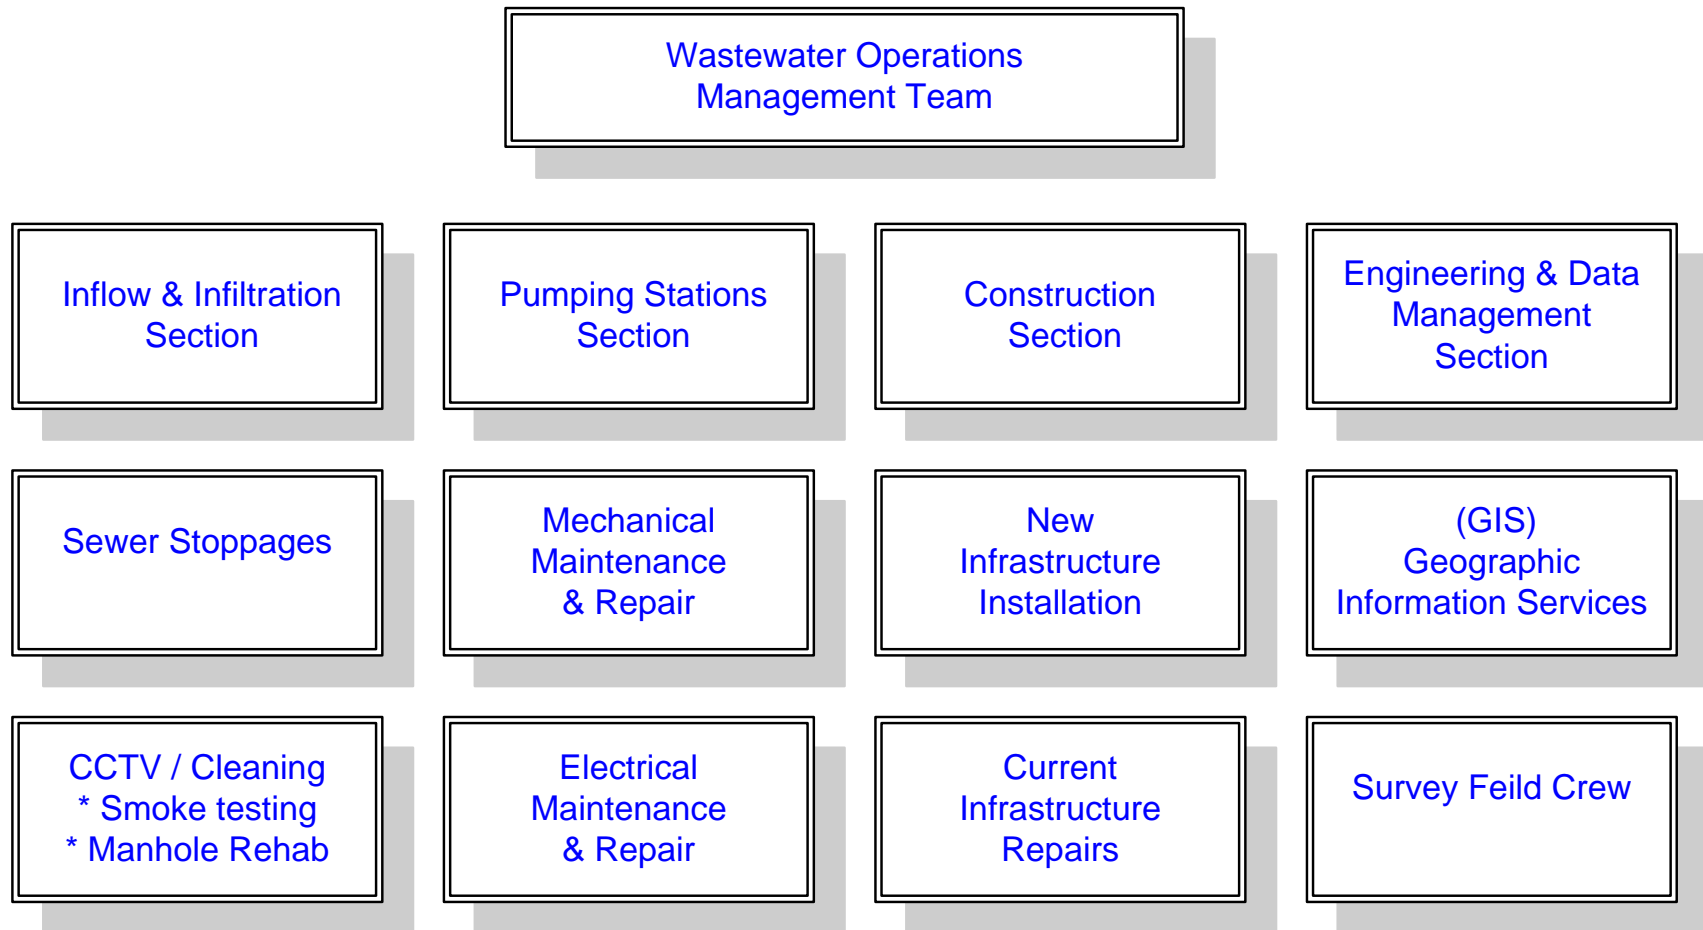 Wastewater Operations
Management Team
Inflow & Infiltration
Section
Pumping Stations
Section
Construction
Section
Engineering & Data
Management
Section
Sewer Stoppages
Mechanical
Maintenance
& Repair
New
Infrastructure
Installation
(GIS)
Geographic
Information Services
CCTV / Cleaning
* Smoke testing
* Manhole Rehab
Electrical
Maintenance
& Repair
Current
Infrastructure
Repairs
Survey Feild Crew